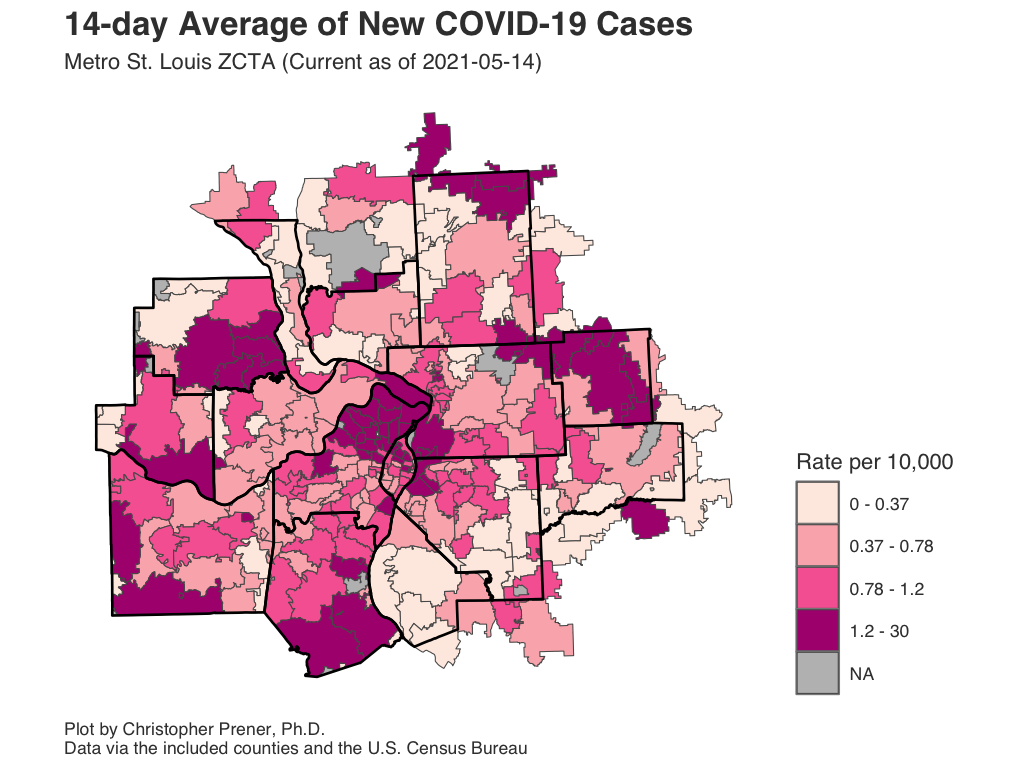 14-day Average of New COVID-19 Cases
Metro St. Louis ZCTA (Current as of 2021-05-14)
Rate per 10,000
0 - 0.37
0.37 - 0.78
0.78 - 1.2
1.2 - 30
NA
Plot by Christopher Prener, Ph.D.
Data via the included counties and the U.S. Census Bureau